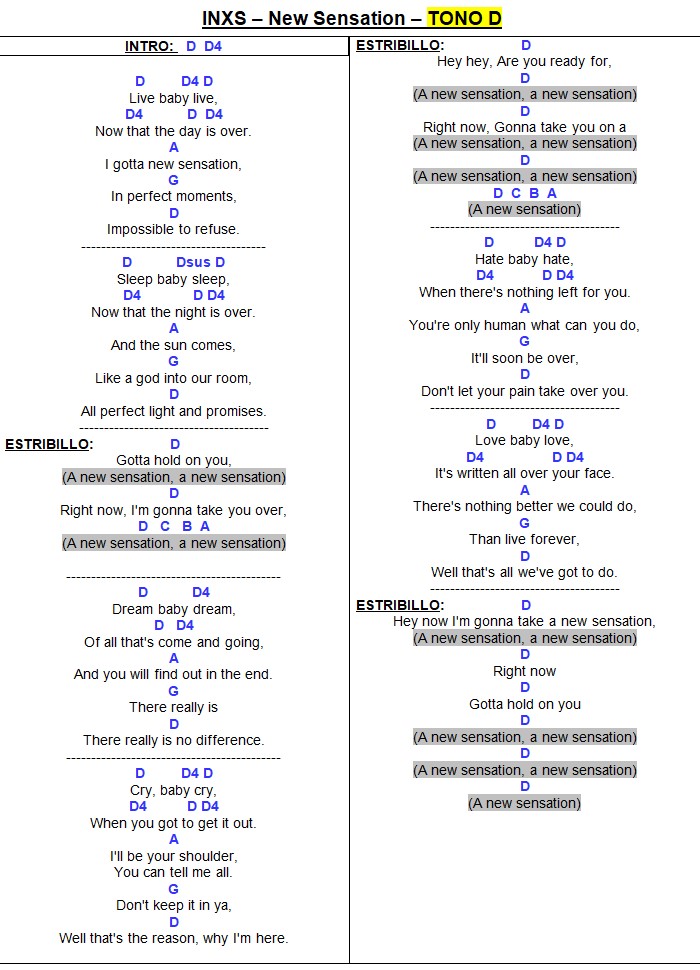 INXS – New Sensation – TONO D
INTRO: D D4
D D4 D
Live baby live,
D4 D D4
Now that the day is over.
A
I gotta new sensation,
G
In perfect moments,
D
Impossible to refuse.
-------------------------------------
D Dsus D
Sleep baby sleep,
D4 D D4
Now that the night is over.
A
And the sun comes,
G
Like a god into our room,
D
All perfect light and promises.
--------------------------------------
ESTRIBILLO: D
Gotta hold on you,
(A new sensation, a new sensation)
D
Right now, I'm gonna take you over,
D C B A
(A new sensation, a new sensation)
-------------------------------------------
D D4
Dream baby dream,
D D4
Of all that's come and going,
A
And you will find out in the end.
G
There really is
D
There really is no difference.
-------------------------------------------
D D4 D
Cry, baby cry,
D4 D D4
When you got to get it out.
A
I'll be your shoulder,
You can tell me all.
G
Don't keep it in ya,
D
Well that's the reason, why I'm here.
ESTRIBILLO: D
Hey hey, Are you ready for,
D
(A new sensation, a new sensation)
D
Right now, Gonna take you on a
(A new sensation, a new sensation)
D
(A new sensation, a new sensation)
D C B A
(A new sensation)
--------------------------------------
D D4 D
Hate baby hate,
D4 D D4
When there's nothing left for you.
A
You're only human what can you do,
G
It'll soon be over,
D
Don't let your pain take over you.
--------------------------------------
D D4 D
Love baby love,
D4 D D4
It's written all over your face.
A
There's nothing better we could do,
G
Than live forever,
D
Well that's all we've got to do.
--------------------------------------
ESTRIBILLO: D
Hey now I'm gonna take a new sensation,
(A new sensation, a new sensation)
D
Right now
D
Gotta hold on you
D
(A new sensation, a new sensation)
D
(A new sensation, a new sensation)
D
(A new sensation)